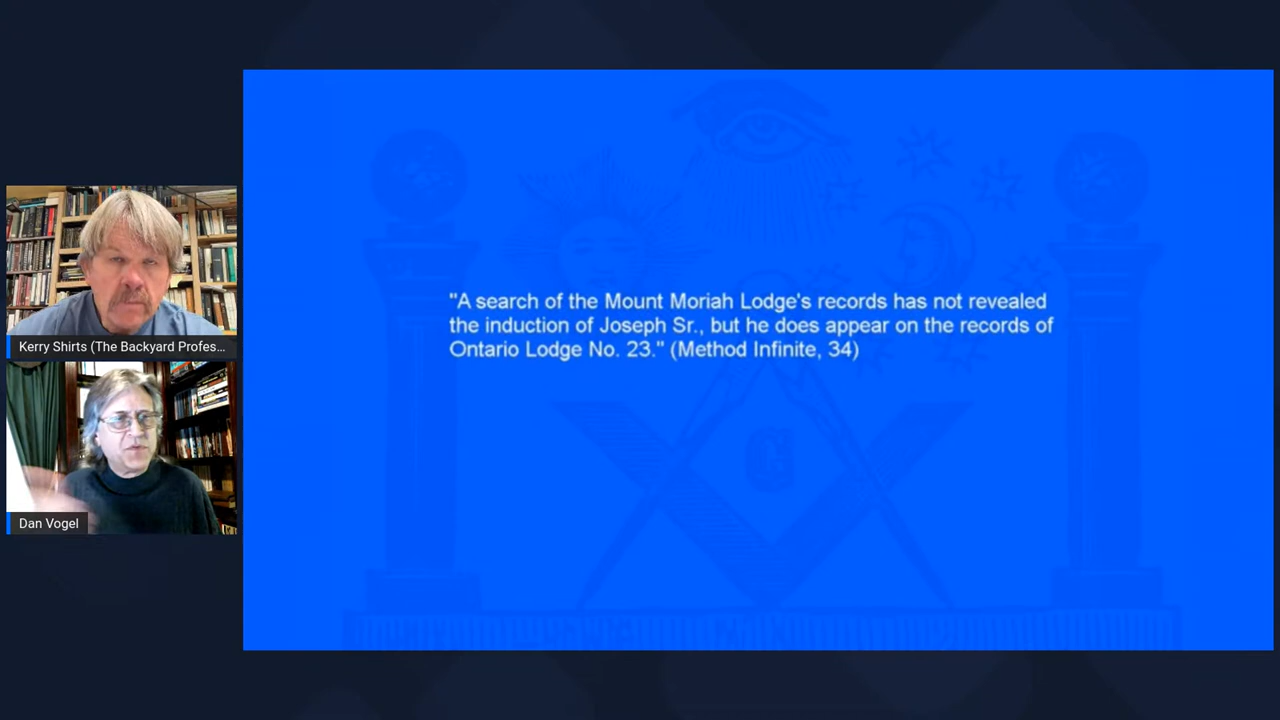 "A search of the Mount Moriah Lodge's records has not revealed
the induction of Joseph Sr., but he does appear on the records of
Ontario Lodge No. 23." (Method Infinite, 34)
G
Kerry Shirts (The Backyard Profes...
Dan Vogel